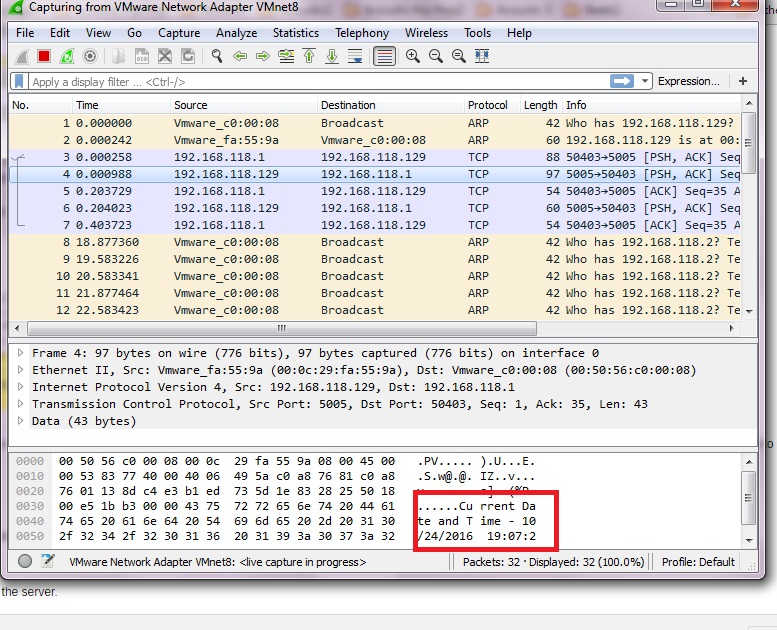 Capturing from VMware Network Adapter VMnet8
File Edit View Go Capture Analyze Statistics Telephony Wireless Tools Help
Apply a display filter ... <Ctrl-/> Expression... +
No. Time Source Destination Protocol Length Info
1 0.000000 Vmware_c0:00:08 Broadcast ARP 42 Who has 192.168.118.129?
2 0.000242 Vmware_fa:55:9a Vmware_c0:00:08 ARP 60 192.168.118.129 is at 00:
3 0.000258 192.168.118.1 192.168.118.129 TCP 88 50403→5005 [PSH, ACK] Seq
4 0.000988 192.168.118.129 192.168.118.1 TCP 97 5005→50403 [PSH, ACK] Seq
5 0.203729 192.168.118.1 192.168.118.129 TCP 54 50403→5005 [ACK] Seq=35 A
6 0.204023 192.168.118.129 192.168.118.1 TCP 60 5005→50403 [PSH, ACK] Seq
7 0.403723 192.168.118.1 192.168.118.129 TCP 54 50403→5005 [ACK] Seq=35 A
8 18.877360 Vmware_c0:00:08 Broadcast ARP 42 Who has 192.168.118.2? Te
9 19.583226 Vmware_c0:00:08 Broadcast ARP 42 Who has 192.168.118.2? Te
10 20.583341 Vmware_c0:00:08 Broadcast ARP 42 Who has 192.168.118.2? Te
11 21.877464 Vmware_c0:00:08 Broadcast ARP 42 Who has 192.168.118.2? Te
12 22.583423 Vmware_c0:00:08 Broadcast ARP 42 Who has 192.168.118.2? Te
Frame 4: 97 bytes on wire (776 bits), 97 bytes captured (776 bits) on interface 0
Ethernet II, Src: Vmware_fa:55:9a (00:0c:29:fa:55:9a), Dst: Vmware_c0:00:08 (00:50:56:c0:00:08)
Internet Protocol Version 4, Src: 192.168.118.129, Dst: 192.168.118.1
Transmission Control Protocol, Src Port: 5005, Dst Port: 50403, Seq: 1, Ack: 35, Len: 43
Data (43 bytes)
0000 00 50 56 c0 00 08 00 0c 29 fa 55 9a 08 00 45 00 .PV..... ).U...E.
0010 00 53 83 77 40 00 40 06 49 5a c0 a8 76 81 c0 a8 .S.w@.@. IZ..v...
0020 76 01 13 8d c4 e3 b1 ed 73 5d 1e 83 28 25 50 18
0030 00 e5 1b b3 00 00 43 75 72 72 65 6e 74 20 44 61 ......Cu rrent Da
0040 74 65 20 61 6e 64 20 54 69 6d 65 20 2d 20 31 30 te and T ime - 10
0050 2f 32 34 2f 32 30 31 36 20 31 39 3a 30 37 3a 32 /24/2016 19:07:2
VMware Network Adapter VMnet8: <live capture in progress> Packets: 32 · Displayed: 32 (100.0%) Profile: Default
the server.